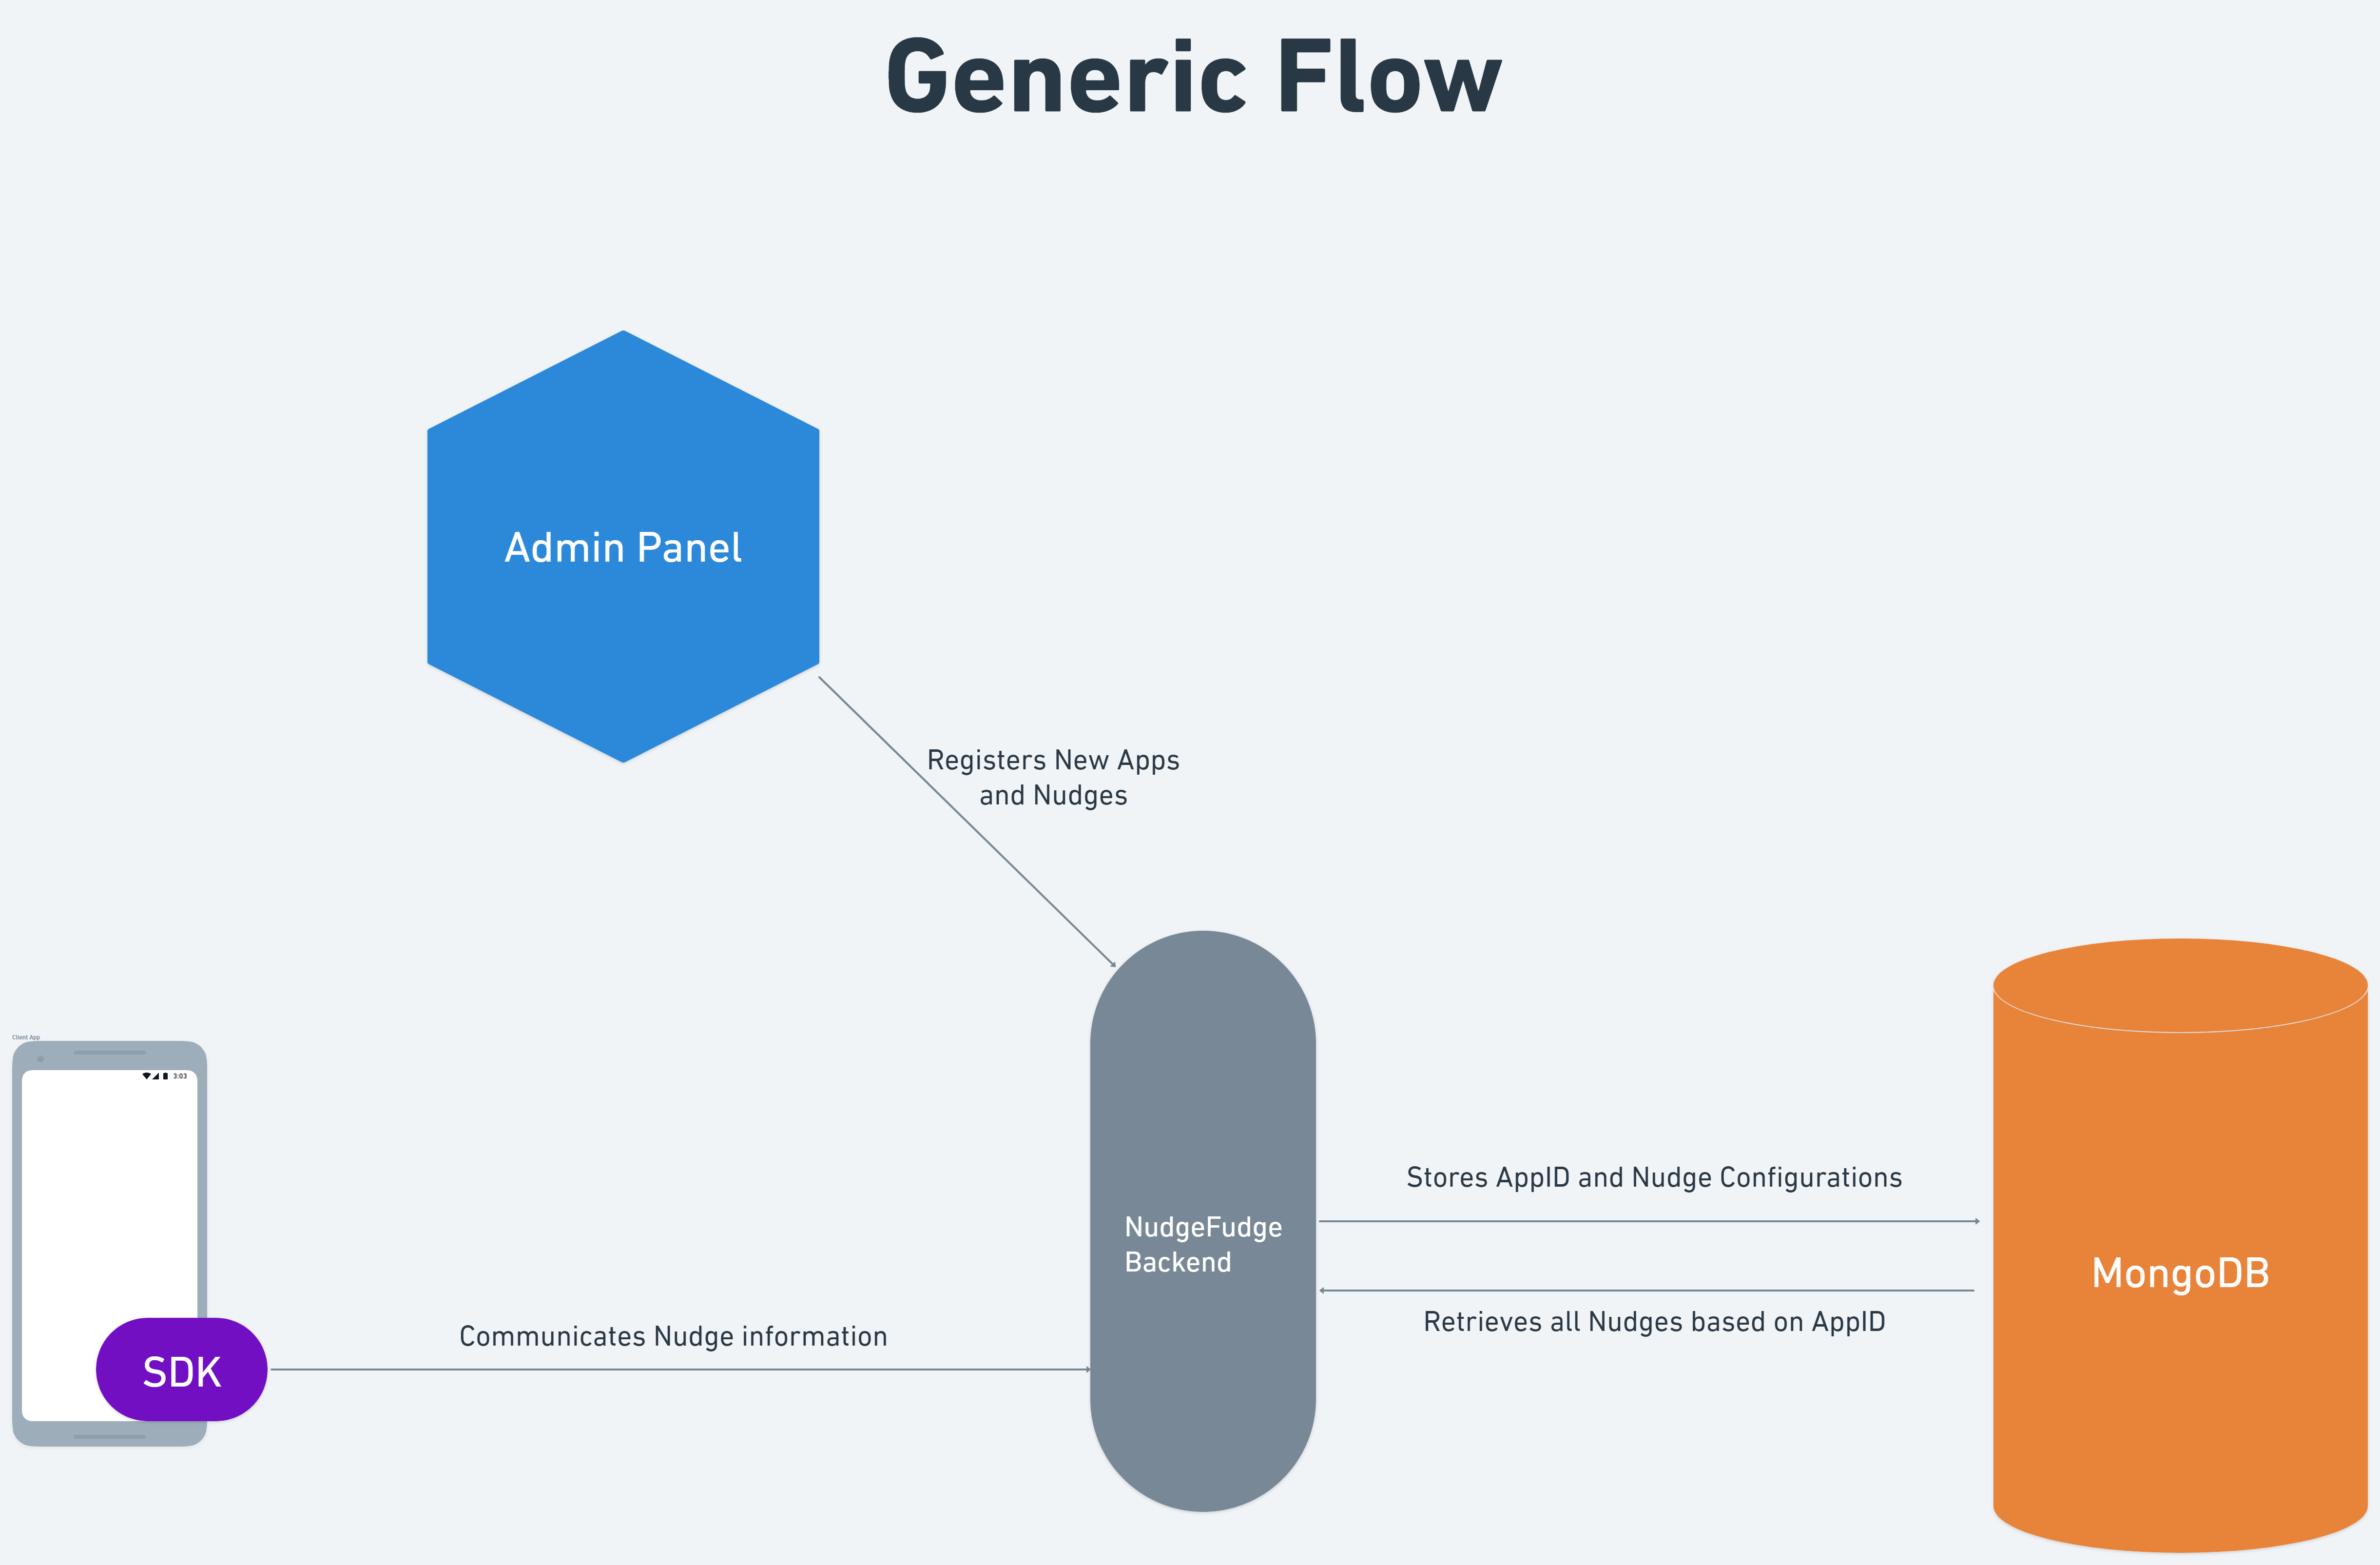 Generic Flow
Admin Panel
Registers New Apps
and Nudges
Client App
3:03
NudgeFudge
Backend
Stores AppID and Nudge Configurations
MongoDB
Retrieves all Nudges based on AppID
Communicates Nudge information
SDK